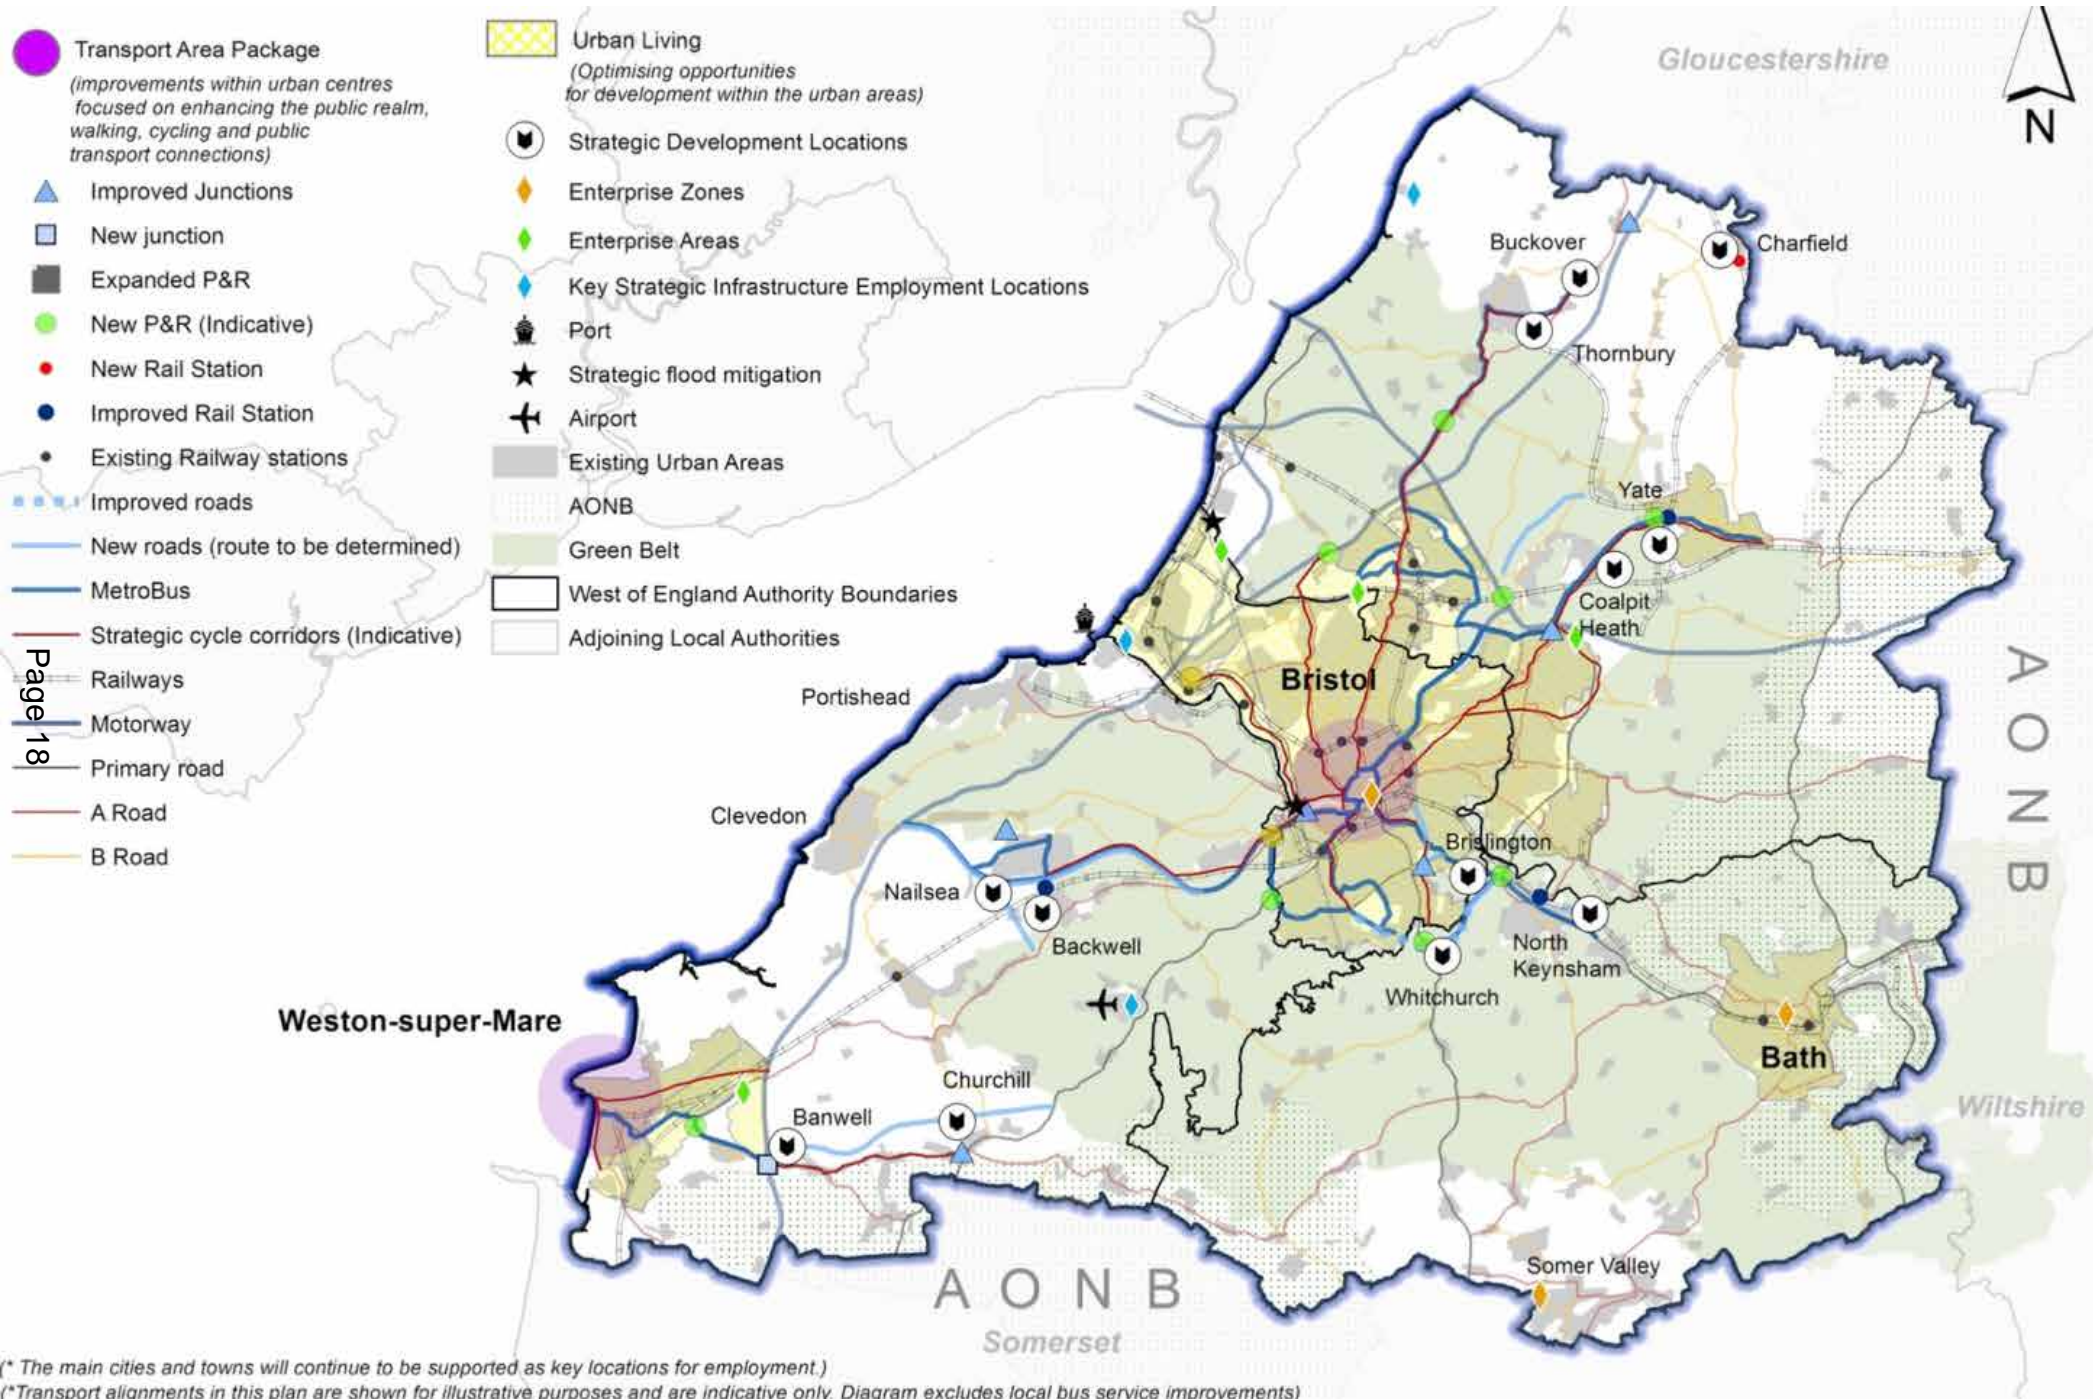 Transport Area Package
(improvements within urban centres
focused on enhancing the public realm,
walking, cycling and public
transport connections)
Improved Junctions
New junction
Expanded P&R
New P&R (Indicative)
New Rail Station
Improved Rail Station
Existing Railway stations
Improved roads
New roads (route to be determined)
MetroBus
Strategic cycle corridors (Indicative)
Railways
Motorway
Primary road
A Road
B Road
Page 18
Urban Living
(Optimising opportunities
for development within the urban areas)
Strategic Development Locations
Enterprise Zones
Enterprise Areas
Key Strategic Infrastructure Employment Locations
Port
Strategic flood mitigation
Airport
Existing Urban Areas
AONB
Green Belt
West of England Authority Boundaries
Adjoining Local Authorities
Gloucestershire
N
Buckover
Charfield
Thornbury
Yate
Coalpit
Heath
Bristol
Portishead
Clevedon
Brislington
Nailsea
Backwell
North
Keynsham
Whitchurch
Weston-super-Mare
Bath
Churchill
Banwell
Wiltshire
Somer Valley
AONB
AONB
Somerset
(* The main cities and towns will continue to be supported as key locations for employment.)
(*Transport alignments in this plan are shown for illustrative purposes and are indicative only. Diagram excludes local bus service improvements)